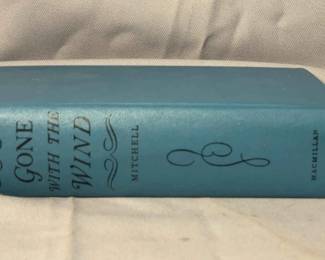 GONE
WITH THE
WIND
MITCHELL
MACMILLAN